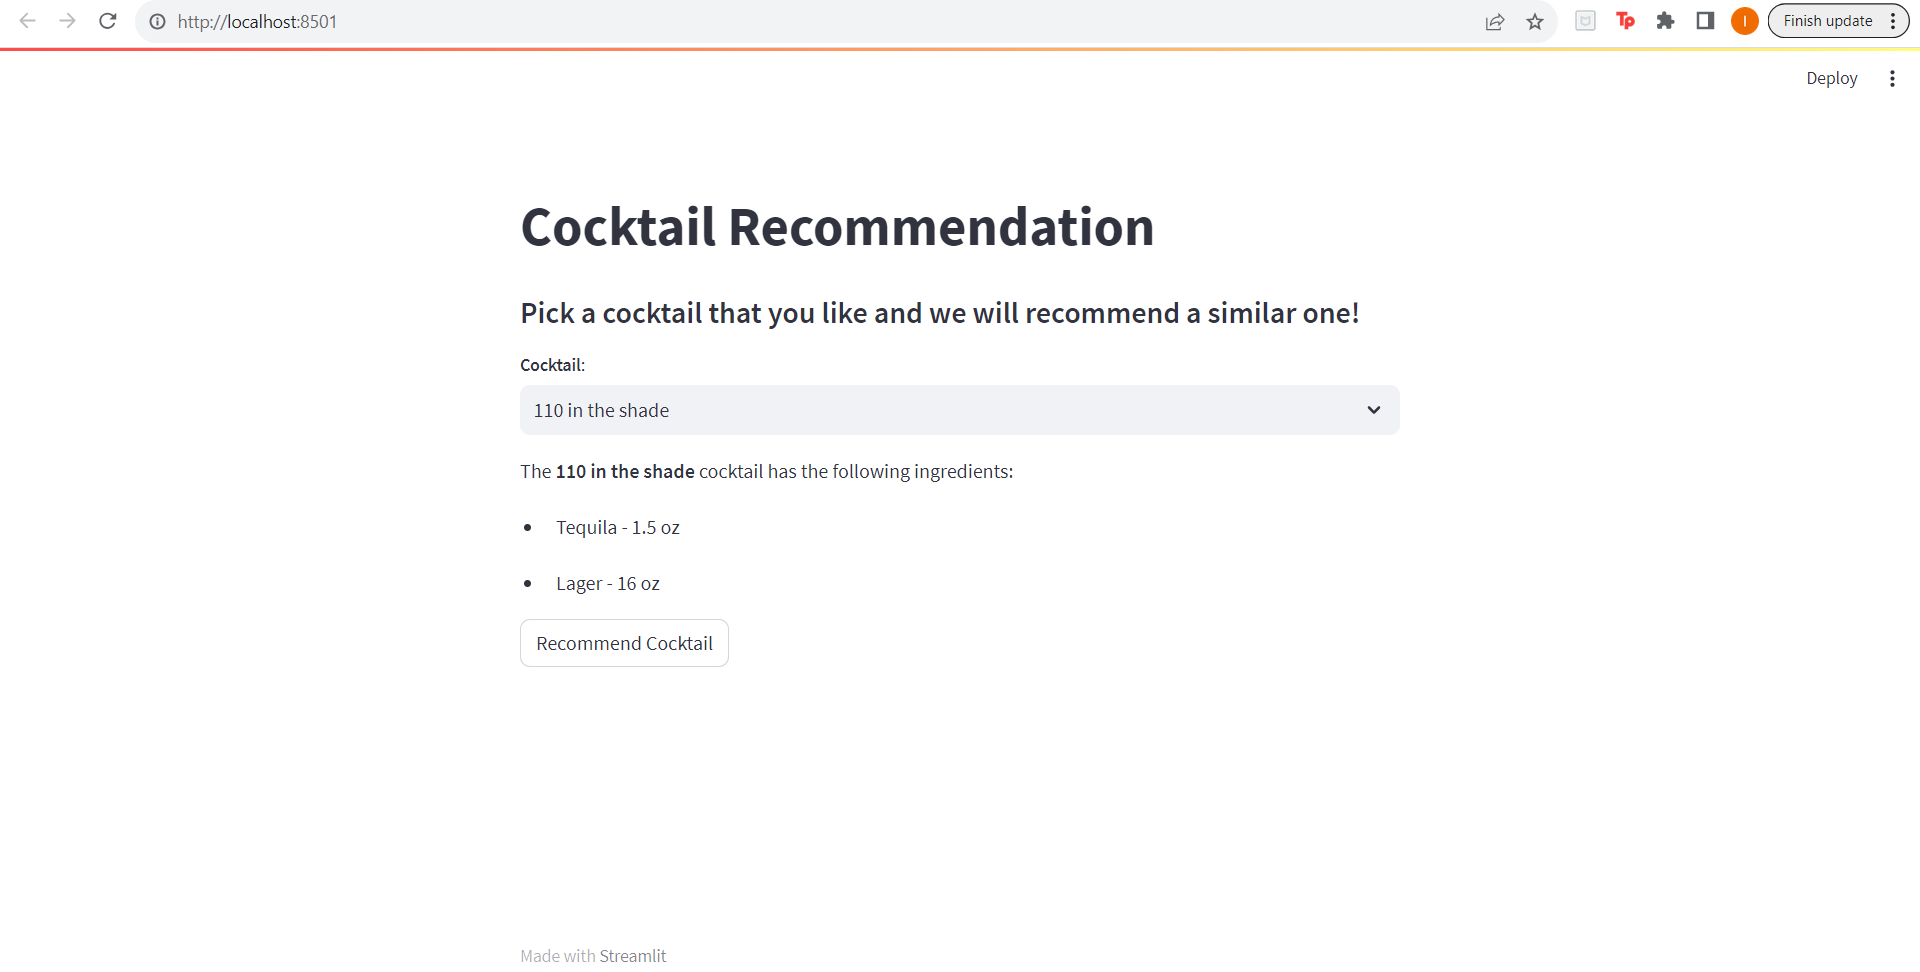 http://localhost:8501
Tp
I
Finish update
Deploy
Cocktail Recommendation
Pick a cocktail that you like and we will recommend a similar one!
Cocktail:
110 in the shade
The 110 in the shade cocktail has the following ingredients:
• Tequila - 1.5 oz
• Lager - 16 oz
Recommend Cocktail
Made with Streamlit